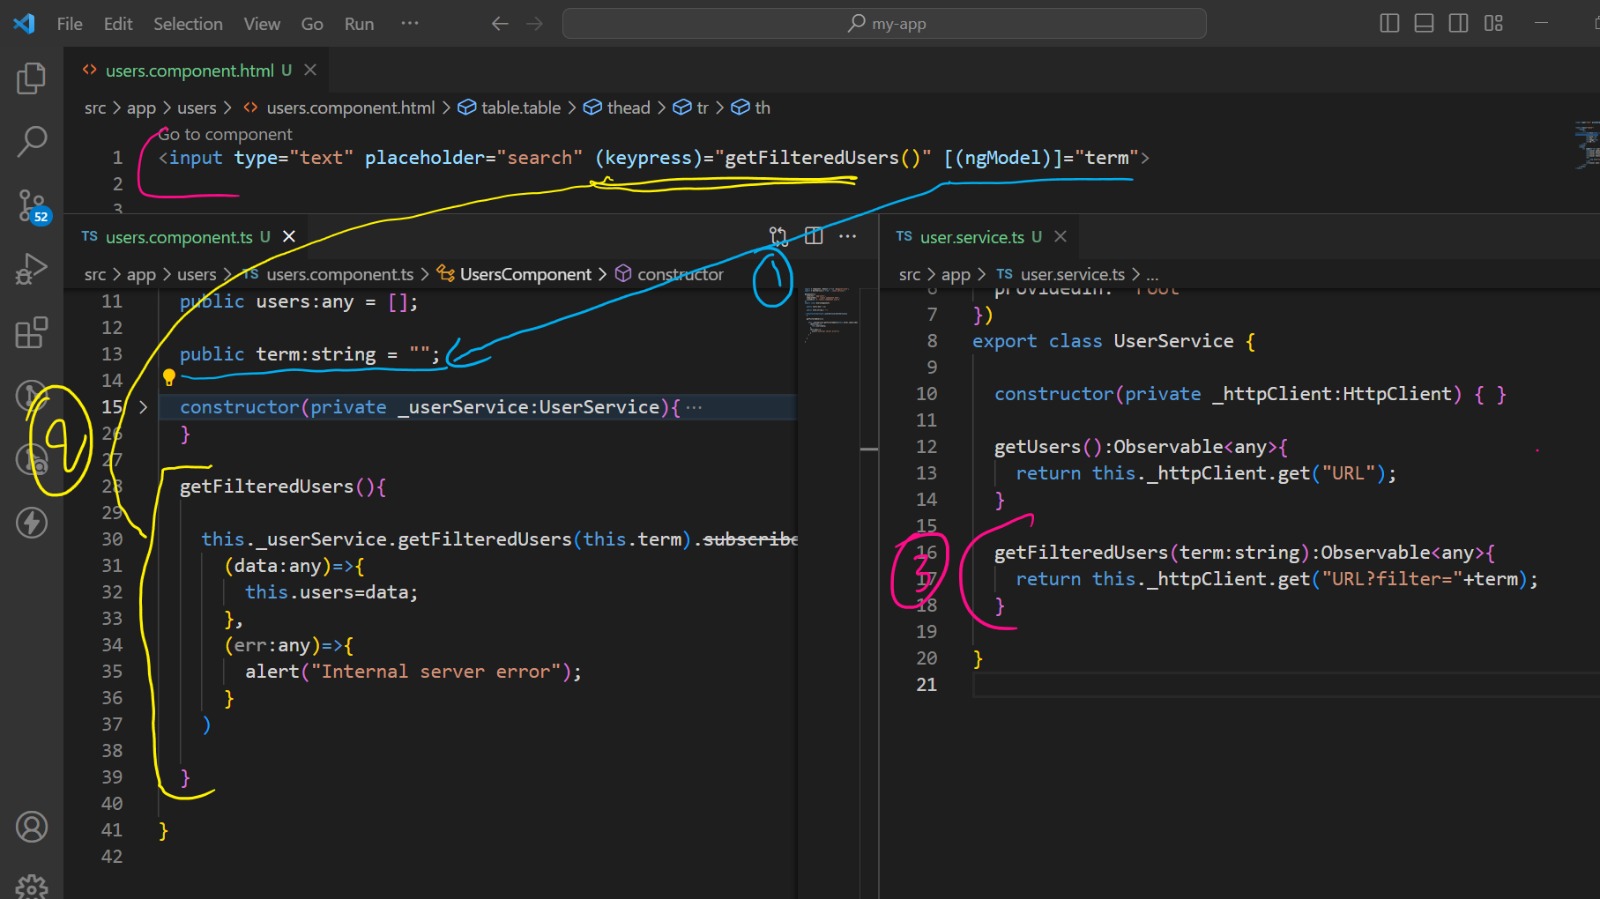 File Edit Selection View Go Run ··· my-app
users.component.html U
src > app > users > users.component.html > table.table > thead > tr > th
Go to component
1 <input type="text" placeholder="search" (keypress)="getFilteredUsers()" [(ngModel)]="term">
2
3
52
TS users.component.ts U
src > app > users > TS users.component.ts > UsersComponent > constructor
11 public users:any = [];
12
13 public term:string = "";
14
15 constructor(private _userService:UserService){ ···
26 }
27
28 getFilteredUsers(){
29
30 this._userService.getFilteredUsers(this.term).subscribe
31 (data:any)=>{
32 this.users=data;
33 },
34 (err:any)=>{
35 alert("Internal server error");
36 }
37 )
38
39 }
40
41 }
42
TS user.service.ts U
src > app > TS user.service.ts > ...
6 providedIn: 'root'
7 })
8 export class UserService {
9
10 constructor(private _httpClient:HttpClient) { }
11
12 getUsers():Observable<any>{
13 return this._httpClient.get("URL");
14 }
15
16 getFilteredUsers(term:string):Observable<any>{
17 return this._httpClient.get("URL?filter="+term);
18 }
19
20 }
21
1
3